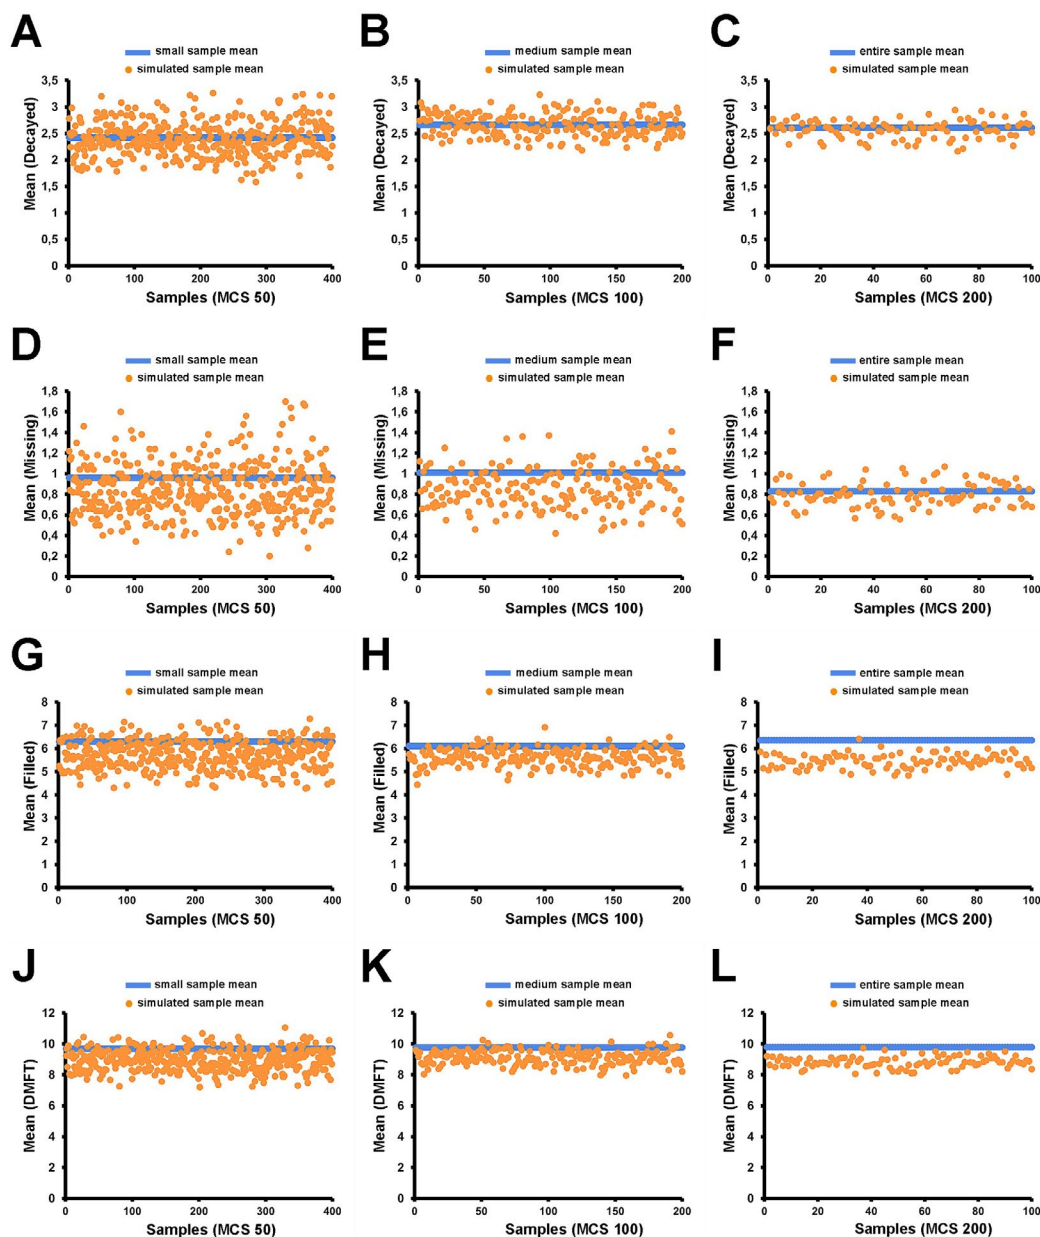 A
small sample mean
simulated sample mean
3,5
3
2,5
2
1,5
1
0,5
0
Mean (Decayed)
0 100 200 300 400
Samples (MCS 50)
B
medium sample mean
simulated sample mean
3,5
3
2,5
2
1,5
1
0,5
0
Mean (Decayed)
0 50 100 150 200
Samples (MCS 100)
C
entire sample mean
simulated sample mean
3,5
3
2,5
2
1,5
1
0,5
0
Mean (Decayed)
0 20 40 60 80 100
Samples (MCS 200)
D
small sample mean
simulated sample mean
1,8
1,6
1,4
1,2
1
0,8
0,6
0,4
0,2
0
Mean (Missing)
0 100 200 300 400
Samples (MCS 50)
E
medium sample mean
simulated sample mean
1,8
1,6
1,4
1,2
1
0,8
0,6
0,4
0,2
0
Mean (Missing)
0 50 100 150 200
Samples (MCS 100)
F
entire sample mean
simulated sample mean
1,8
1,6
1,4
1,2
1
0,8
0,6
0,4
0,2
0
Mean (Missing)
0 20 40 60 80 100
Samples (MCS 200)
G
small sample mean
simulated sample mean
8
7
6
5
4
3
2
1
0
Mean (Filled)
0 100 200 300 400
Samples (MCS 50)
H
medium sample mean
simulated sample mean
8
7
6
5
4
3
2
1
0
Mean (Filled)
0 50 100 150 200
Samples (MCS 100)
I
entire sample mean
simulated sample mean
8
7
6
5
4
3
2
1
0
Mean (Filled)
0 20 40 60 80 100
Samples (MCS 200)
J
small sample mean
simulated sample mean
12
10
8
6
4
2
0
Mean (DMFT)
0 100 200 300 400
Samples (MCS 50)
K
medium sample mean
simulated sample mean
12
10
8
6
4
2
0
Mean (DMFT)
0 50 100 150 200
Samples (MCS 100)
L
entire sample mean
simulated sample mean
12
10
8
6
4
2
0
Mean (DMFT)
0 20 40 60 80 100
Samples (MCS 200)